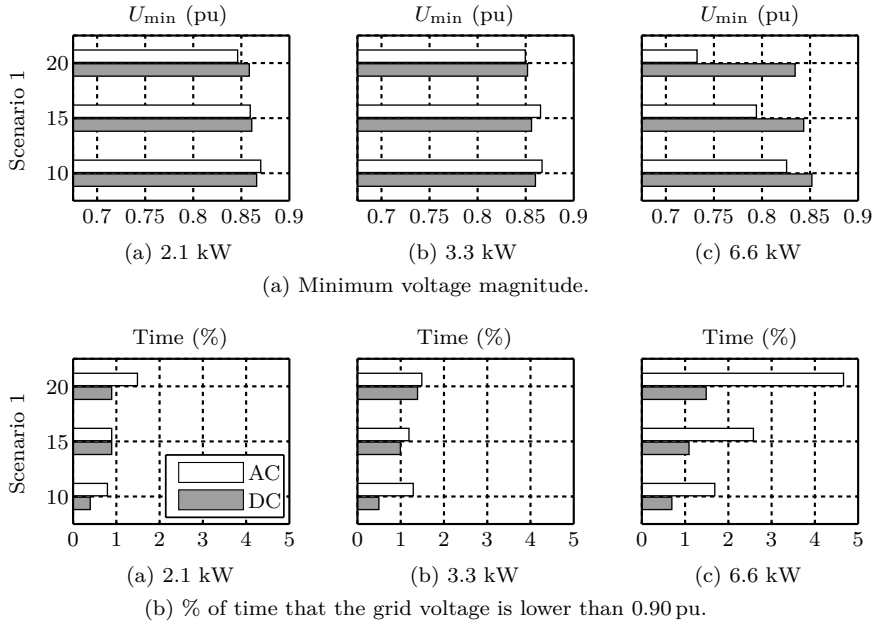 U_min (pu) U_min (pu) U_min (pu)
Scenario 1
20 15 10
0.7 0.75 0.8 0.85 0.9 0.7 0.75 0.8 0.85 0.9 0.7 0.75 0.8 0.85 0.9
(a) 2.1 kW (b) 3.3 kW (c) 6.6 kW
(a) Minimum voltage magnitude.
Time (%) Time (%) Time (%)
Scenario 1
20 15 10
AC
DC
0 1 2 3 4 5 0 1 2 3 4 5 0 1 2 3 4 5
(a) 2.1 kW (b) 3.3 kW (c) 6.6 kW
(b) % of time that the grid voltage is lower than 0.90 pu.